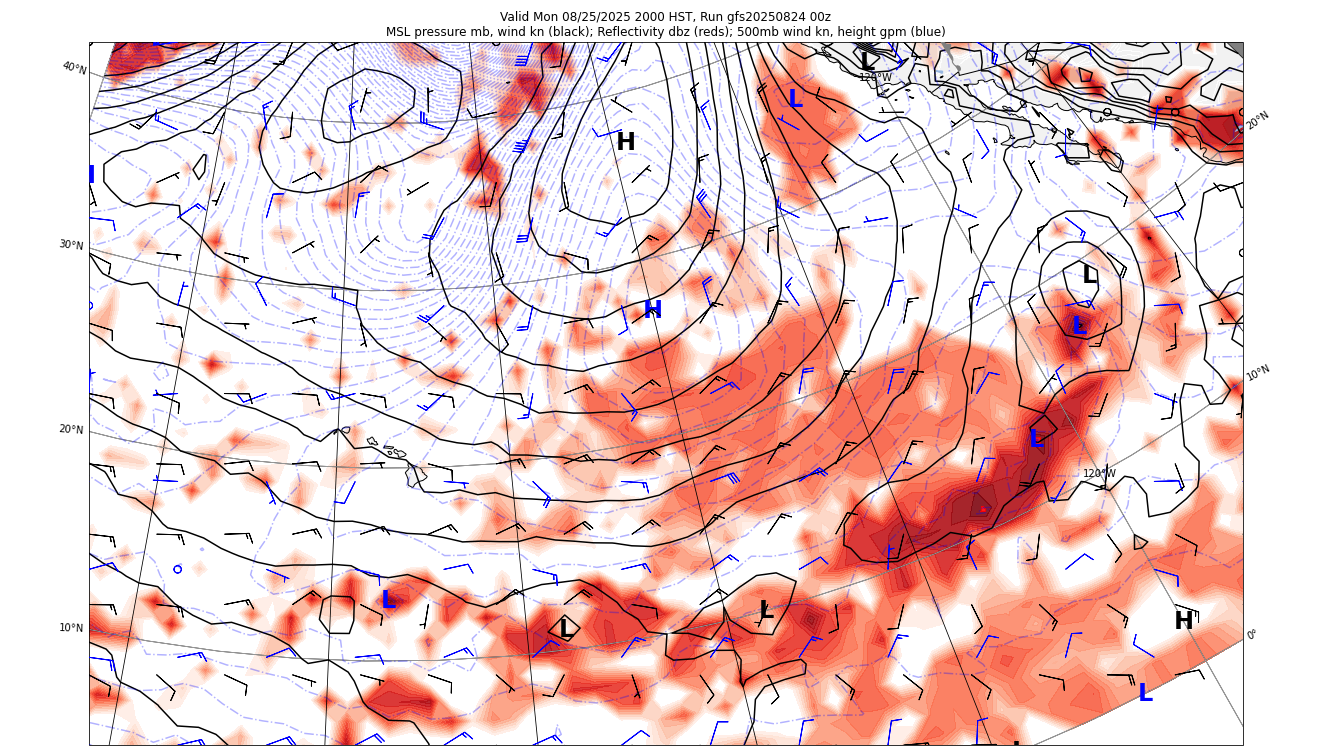 Valid Mon 08/25/2025 2000 HST, Run gfs20250824 00z
MSL pressure mb, wind kn (black); Reflectivity dbz (reds); 500mb wind kn, height gpm (blue)
L
120°W
40°N
L
20°N
H
30°N
L
H
L
10°N
20°N
L
120°W
L
L
L
10°N
L
H
0°
L